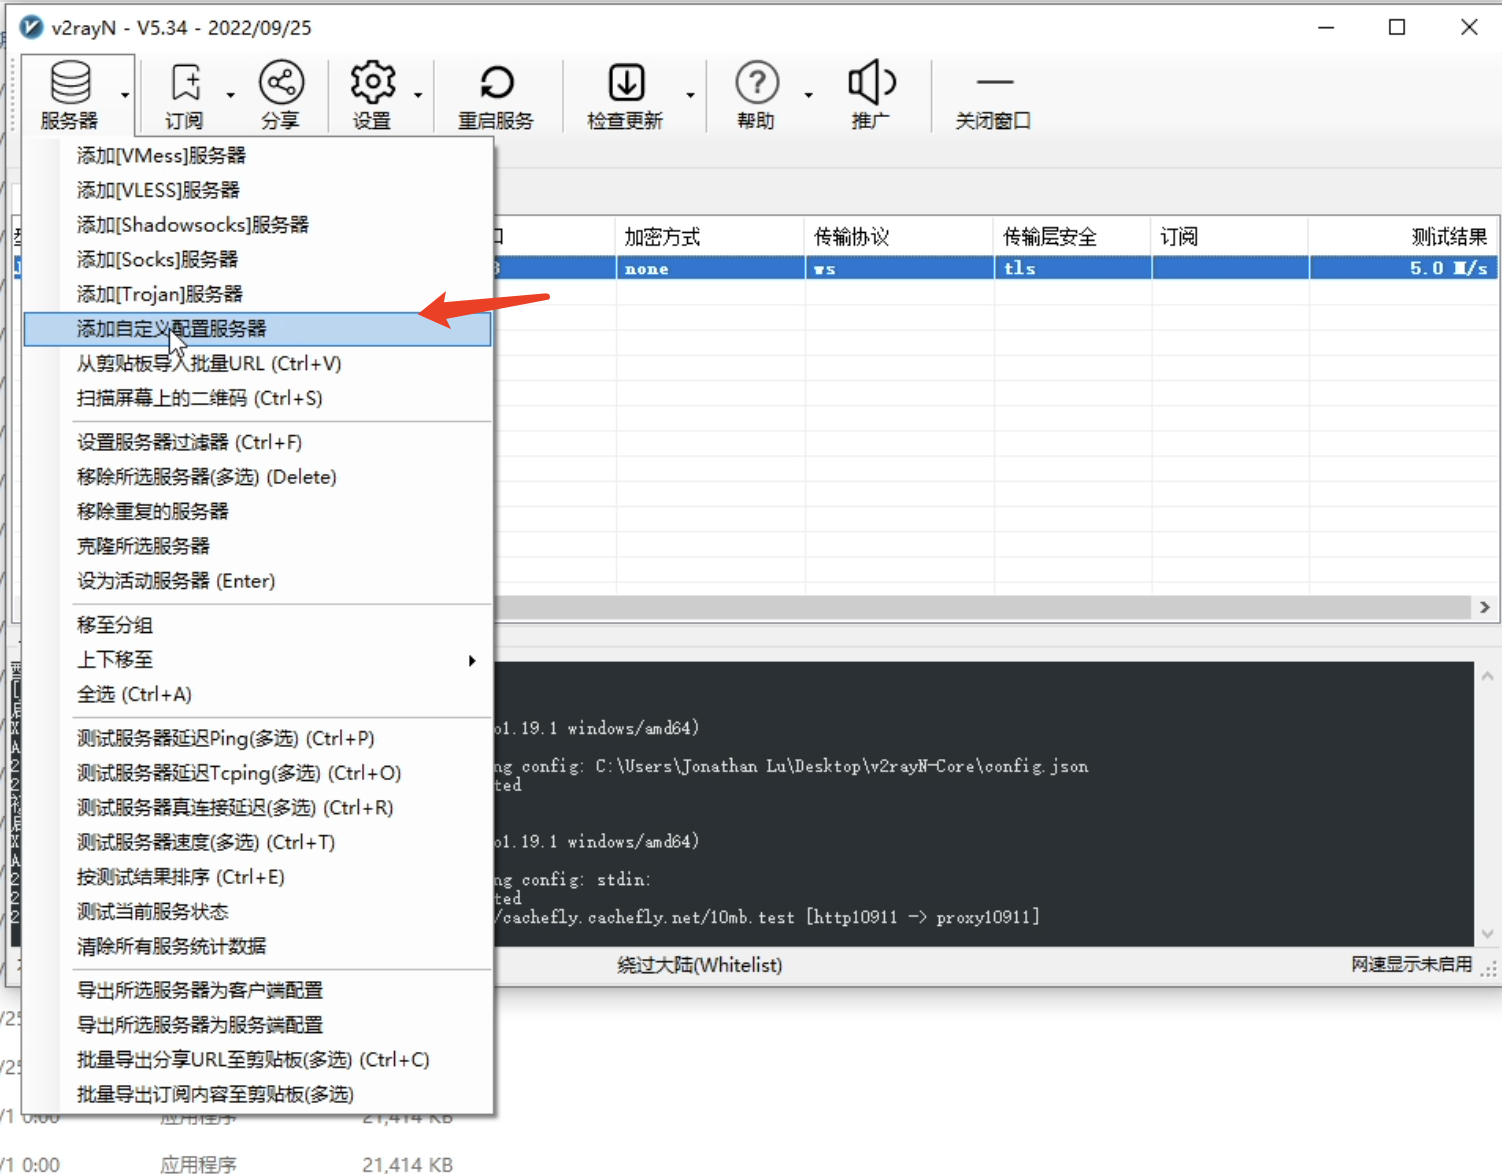 v2rayN - V5.34 - 2022/09/25
服务器
订阅
分享
设置
重启服务
检查更新
帮助
推广
关闭窗口
添加[VMess]服务器
添加[VLESS]服务器
添加[Shadowsocks]服务器
添加[Socks]服务器
添加[Trojan]服务器
添加自定义配置服务器
从剪贴板导入批量URL (Ctrl+V)
扫描屏幕上的二维码 (Ctrl+S)
设置服务器过滤器 (Ctrl+F)
移除所选服务器(多选) (Delete)
移除重复的服务器
克隆所选服务器
设为活动服务器 (Enter)
移至分组
上下移至
全选 (Ctrl+A)
测试服务器延迟Ping(多选) (Ctrl+P)
测试服务器延迟Tcping(多选) (Ctrl+O)
测试服务器真连接延迟(多选) (Ctrl+R)
测试服务器速度(多选) (Ctrl+T)
按测试结果排序 (Ctrl+E)
测试当前服务状态
清除所有服务统计数据
导出所选服务器为客户端配置
导出所选服务器为服务端配置
批量导出分享URL至剪贴板(多选) (Ctrl+C)
批量导出订阅内容至剪贴板(多选)
加密方式 传输协议 传输层安全 订阅 测试结果
none ws tls 5.0 M/s
o1.19.1 windows/amd64)
ng config: C:\Users\Jonathan Lu\Desktop\v2rayN-Core\config.json
ted
o1.19.1 windows/amd64)
ng config: stdin:
ted
/cachefly.cachefly.net/10mb.test [http10911 -> proxy10911]
绕过大陆(Whitelist)
网速显示未启用
/25
/25
/1 0:00 应用程序 21,414 KB
/1 0:00 应用程序 21,414 KB